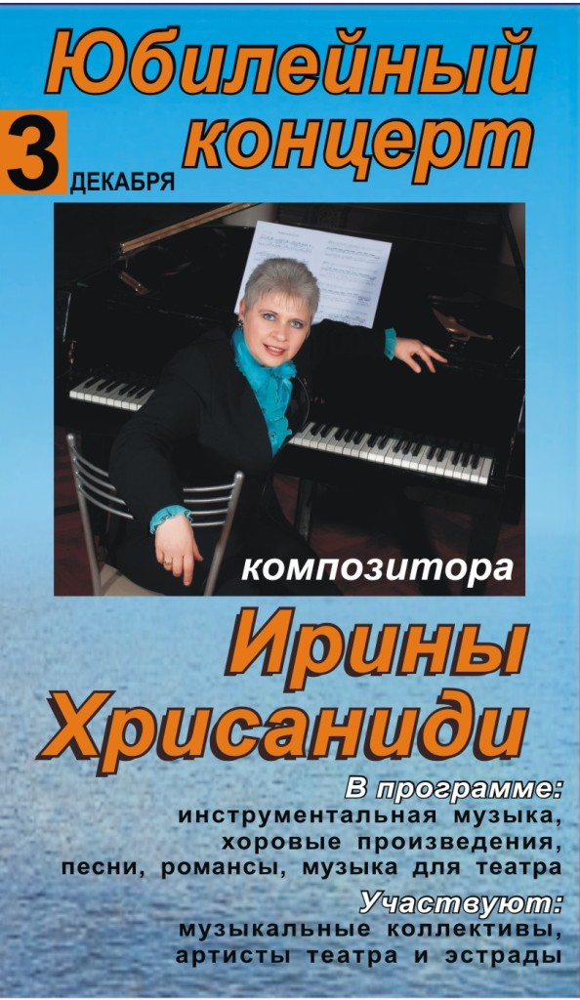 Юбилейный
концерт
3
ДЕКАБРЯ
композитора
Ирины
Хрисаниди
В программе:
инструментальная музыка,
хоровые произведения,
песни, романсы, музыка для театра
Участвуют:
музыкальные коллективы,
артисты театра и эстрады